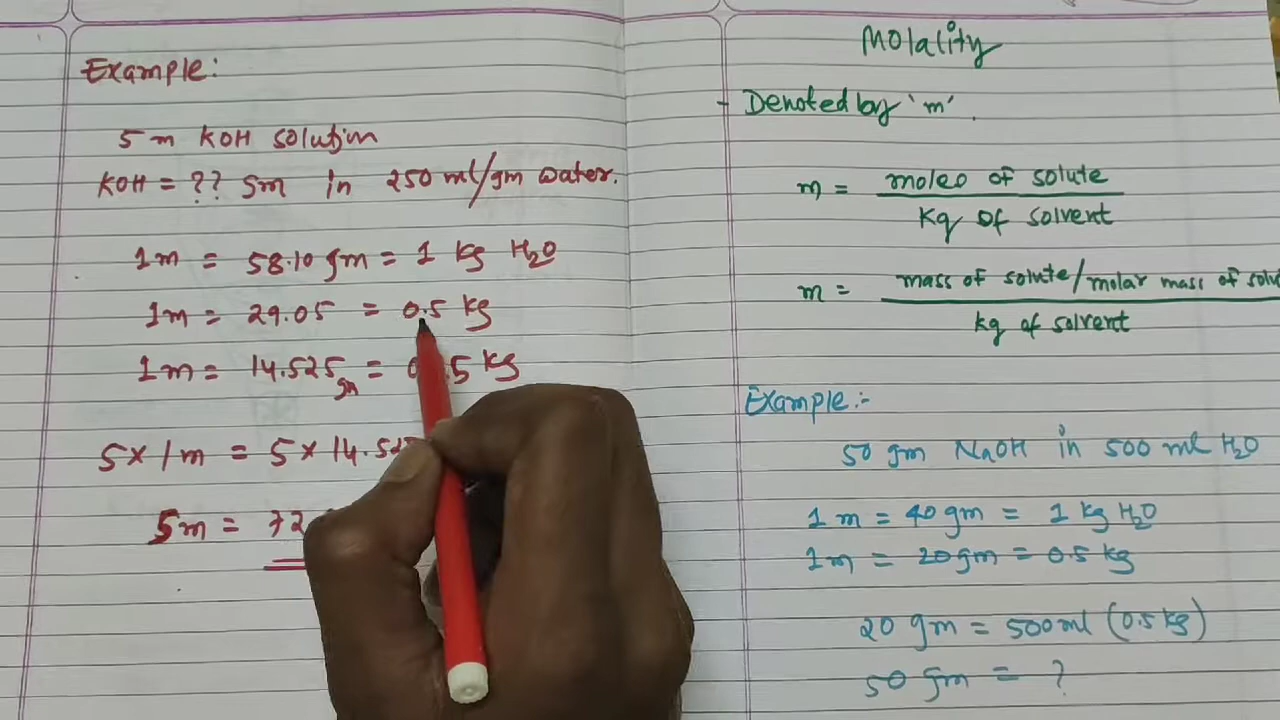 Example:
5 m KOH solution
KOH = ?? gm in 250 ml/gm water.
1m = 58.10 gm = 1 kg H2O
1m = 29.05 = 0.5 kg
1m = 14.525 gm = 5 kg
5 × 1m = 5 × 14.52
5m = 72
Molality
- Denoted by 'm'.
m = moles of solute
kg of solvent
m = mass of solute/molar mass of solu
kg of solvent
Example:-
50 gm NaOH in 500 ml H2O
1 m = 40 gm = 1 kg H2O
1m = 20 gm = 0.5 kg
20 gm = 500 ml (0.5 kg)
50 gm = ?